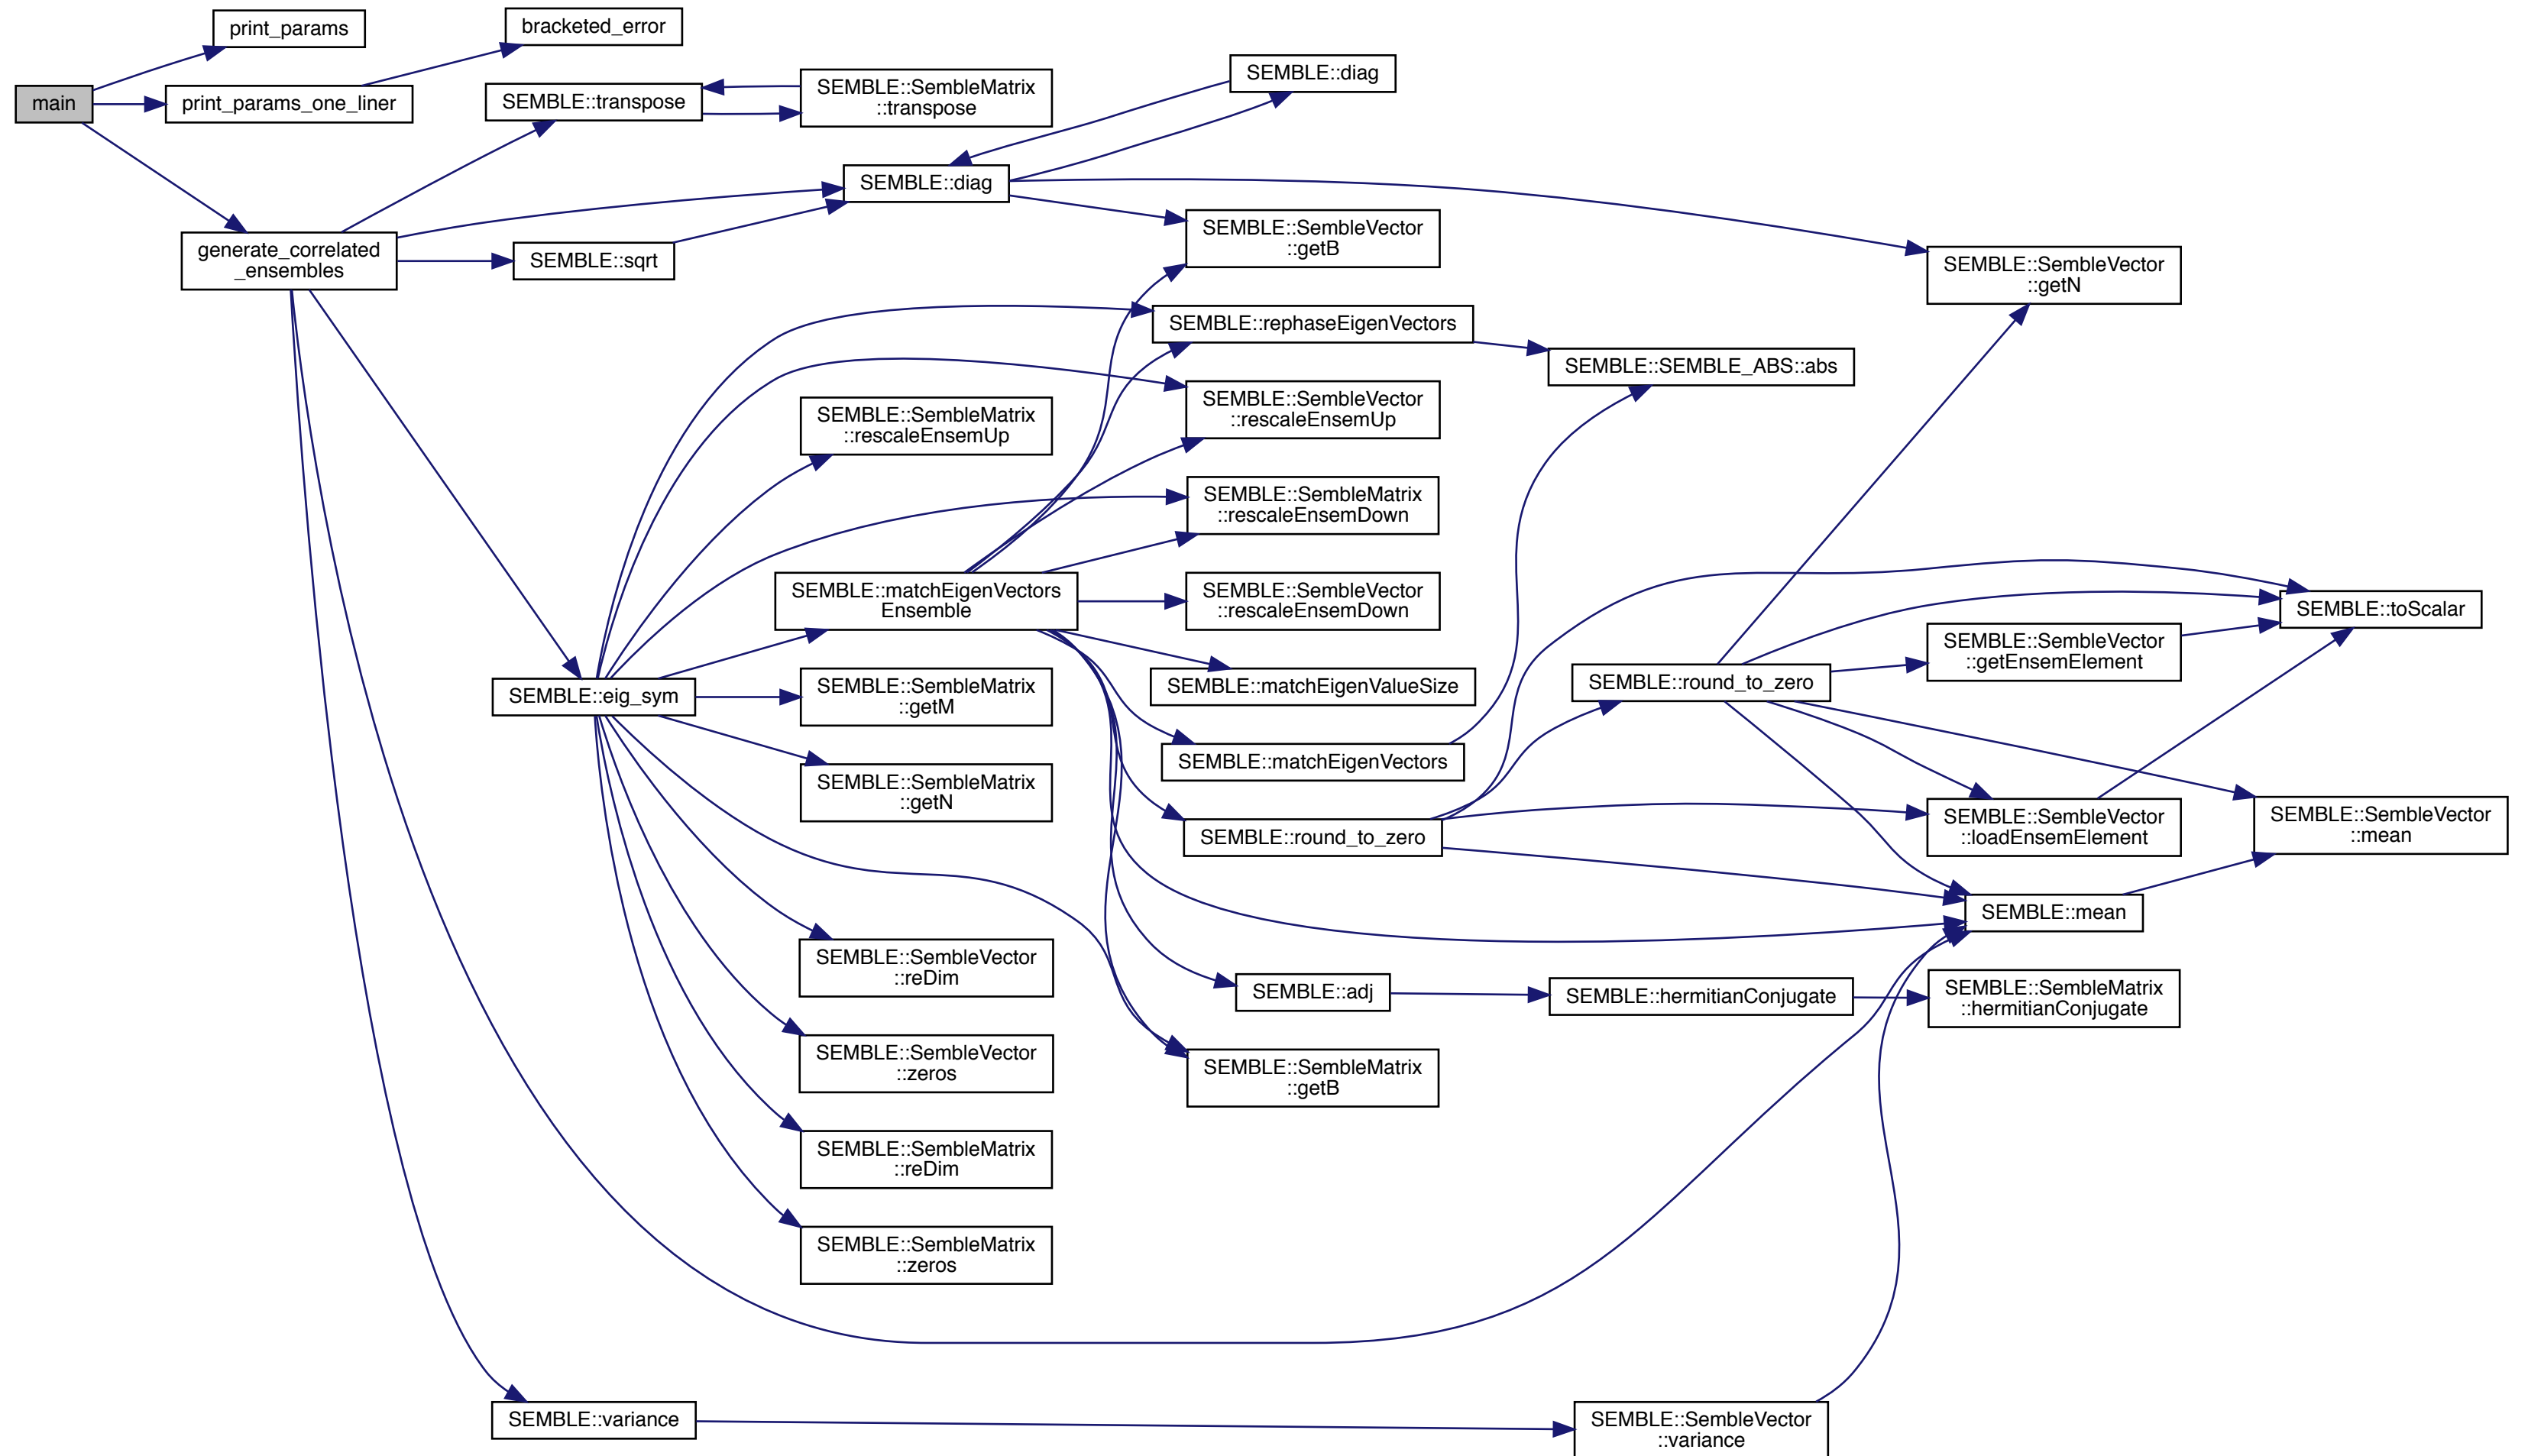 print_params
bracketed_error
main
print_params_one_liner
SEMBLE::transpose
SEMBLE::SembleMatrix
::transpose
SEMBLE::diag
SEMBLE::diag
generate_correlated
_ensembles
SEMBLE::sqrt
SEMBLE::SembleVector
::getB
SEMBLE::SembleVector
::getN
SEMBLE::rephaseEigenVectors
SEMBLE::SEMBLE_ABS::abs
SEMBLE::SembleMatrix
::rescaleEnsemUp
SEMBLE::SembleVector
::rescaleEnsemUp
SEMBLE::SembleMatrix
::rescaleEnsemDown
SEMBLE::matchEigenVectors
Ensemble
SEMBLE::SembleVector
::rescaleEnsemDown
SEMBLE::toScalar
SEMBLE::eig_sym
SEMBLE::SembleMatrix
::getM
SEMBLE::matchEigenValueSize
SEMBLE::round_to_zero
SEMBLE::SembleVector
::getEnsemElement
SEMBLE::SembleMatrix
::getN
SEMBLE::matchEigenVectors
SEMBLE::round_to_zero
SEMBLE::SembleVector
::loadEnsemElement
SEMBLE::SembleVector
::mean
SEMBLE::mean
SEMBLE::SembleVector
::reDim
SEMBLE::adj
SEMBLE::hermitianConjugate
SEMBLE::SembleMatrix
::hermitianConjugate
SEMBLE::SembleVector
::zeros
SEMBLE::SembleMatrix
::getB
SEMBLE::SembleMatrix
::reDim
SEMBLE::SembleMatrix
::zeros
SEMBLE::variance
SEMBLE::SembleVector
::variance